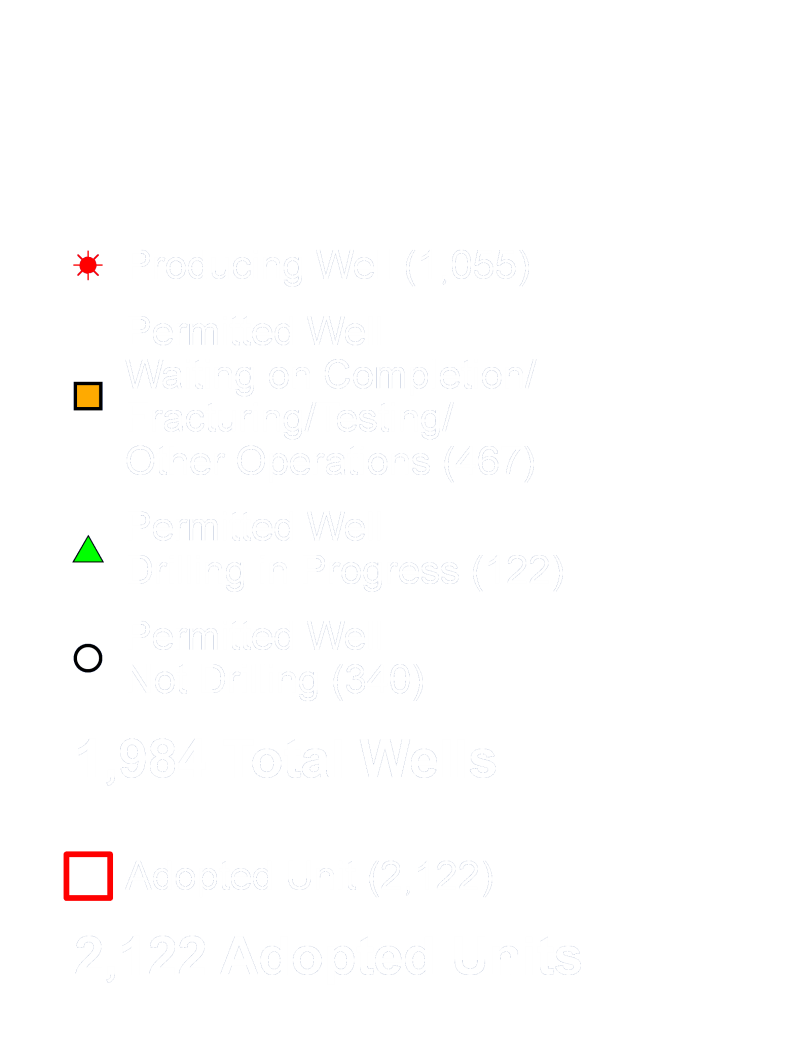 Producing Well (1,055)
Permitted Well
Waiting on Completion/
Fracturing/Testing/
Other Operations (467)
Permitted Well
Drilling in Progress (122)
Permitted Well
Not Drilling (340)
1,984 Total Wells
Adopted Unit (2,122)
2,122 Adopted Units